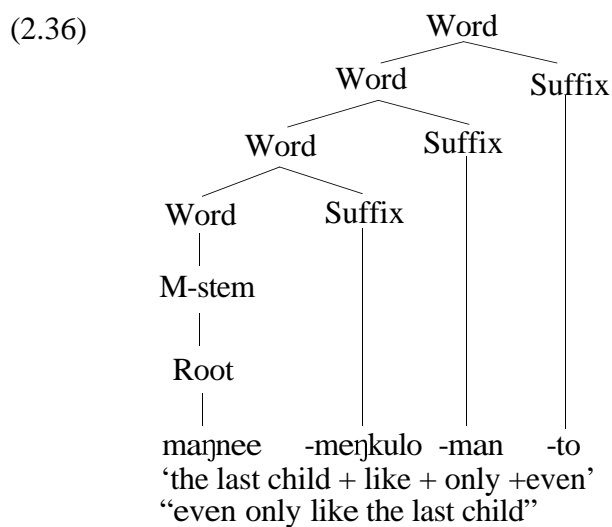 (2.36)
Word
Word Suffix
Word Suffix
Word Suffix
M-stem
Root
maŋnee -meŋkulo -man -to
‘the last child + like + only +even’
“even only like the last child”